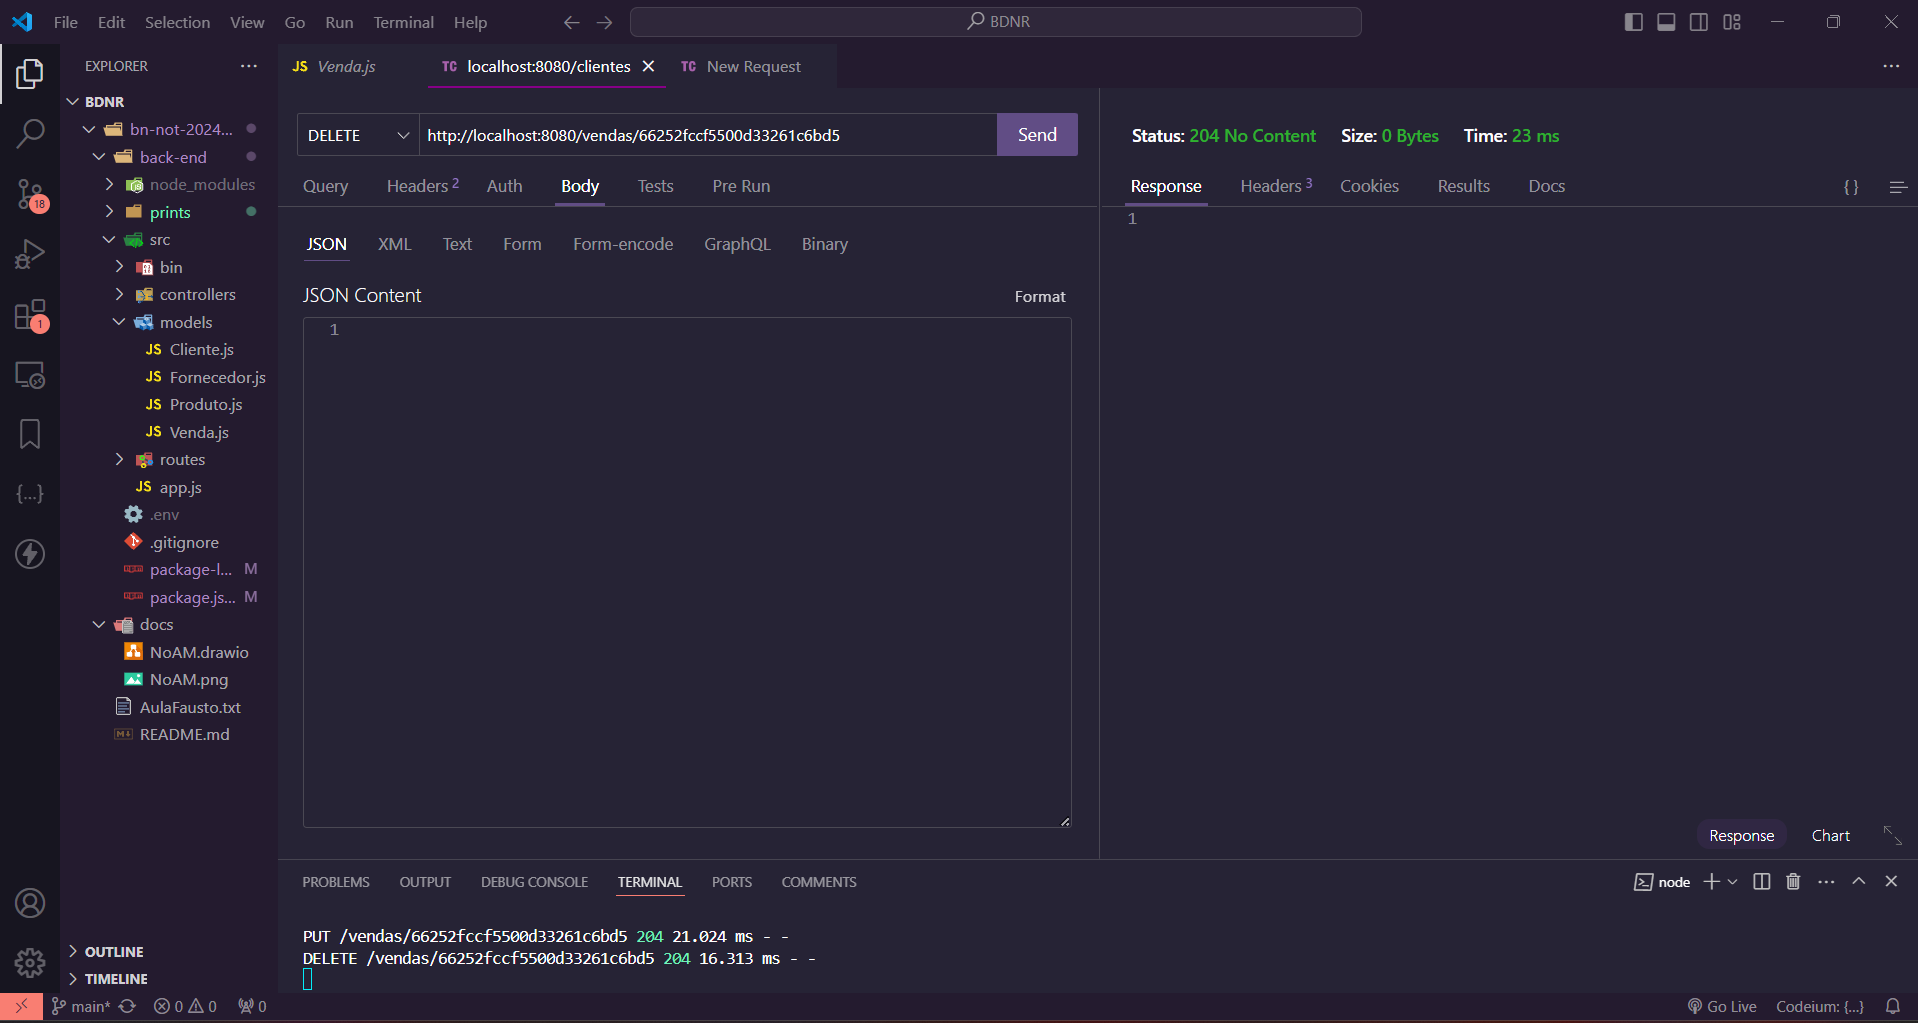 File Edit Selection View Go Run Terminal Help
BDNR
EXPLORER
BDNR
bn-not-2024...
back-end
node_modules
prints
src
bin
controllers
models
JS Cliente.js
JS Fornecedor.js
JS Produto.js
JS Venda.js
routes
JS app.js
.env
.gitignore
package-l... M
package.js... M
docs
NoAM.drawio
NoAM.png
AulaFausto.txt
README.md
OUTLINE
TIMELINE
18
1
{...}
JS Venda.js
TC localhost:8080/clientes
TC New Request
DELETE http://localhost:8080/vendas/66252fccf5500d33261c6bd5 Send
Query Headers 2 Auth Body Tests Pre Run
JSON XML Text Form Form-encode GraphQL Binary
JSON Content Format
1
Status: 204 No Content Size: 0 Bytes Time: 23 ms
Response Headers 3 Cookies Results Docs { }
1
Response Chart
PROBLEMS OUTPUT DEBUG CONSOLE TERMINAL PORTS COMMENTS
node
PUT /vendas/66252fccf5500d33261c6bd5 204 21.024 ms - -
DELETE /vendas/66252fccf5500d33261c6bd5 204 16.313 ms - -
main* 0 0 0 Go Live Codeium: {...}